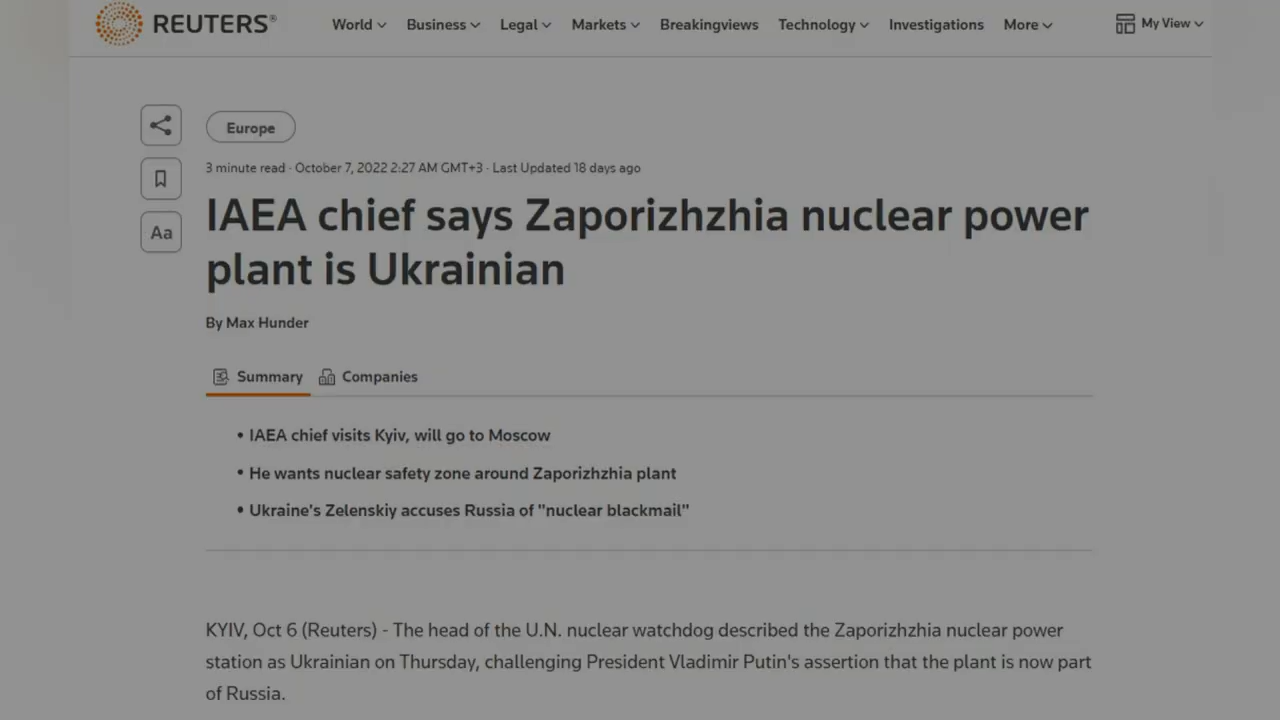 REUTERS®
World Business Legal Markets Breakingviews Technology Investigations More My View
Europe
3 minute read · October 7, 2022 2:27 AM GMT+3 · Last Updated 18 days ago
Aa
IAEA chief says Zaporizhzhia nuclear power
plant is Ukrainian
By Max Hunder
Summary Companies
• IAEA chief visits Kyiv, will go to Moscow
• He wants nuclear safety zone around Zaporizhzhia plant
• Ukraine's Zelenskiy accuses Russia of "nuclear blackmail"
KYIV, Oct 6 (Reuters) - The head of the U.N. nuclear watchdog described the Zaporizhzhia nuclear power
station as Ukrainian on Thursday, challenging President Vladimir Putin's assertion that the plant is now part
of Russia.